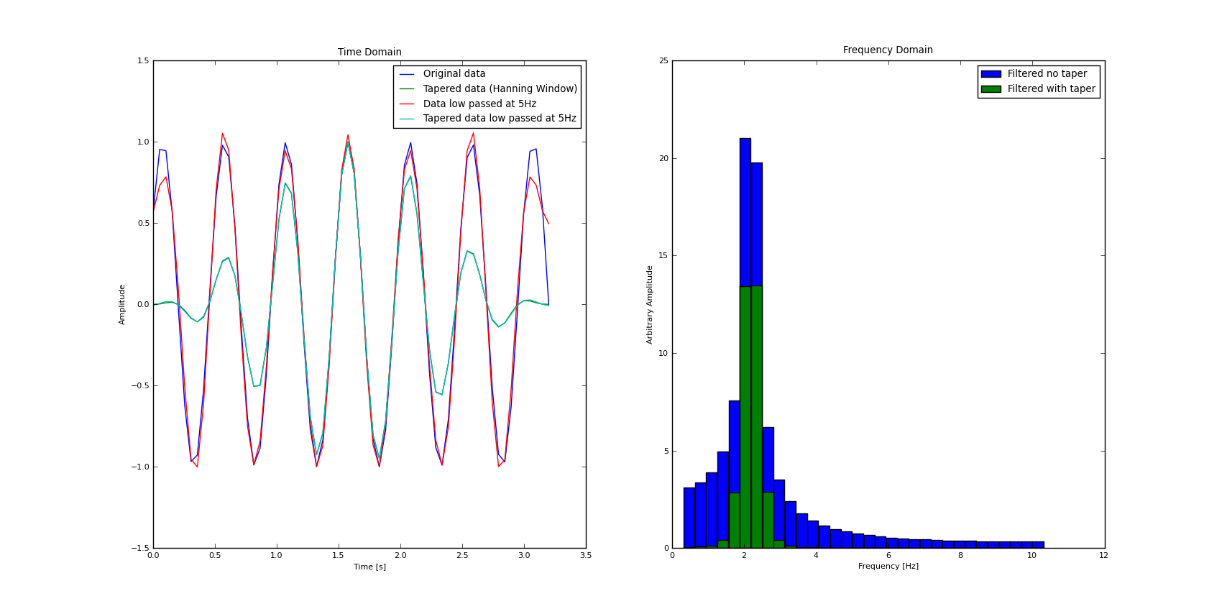 Time Domain
1.5
1.0
0.5
0.0
−0.5
−1.0
−1.5
Amplitude
Original data
Tapered data (Hanning Window)
Data low passed at 5Hz
Tapered data low passed at 5Hz
0.0 0.5 1.0 1.5 2.0 2.5 3.0 3.5
Time [s]
Frequency Domain
25
20
15
10
5
0
Arbitrary Amplitude
Filtered no taper
Filtered with taper
0 2 4 6 8 10 12
Frequency [Hz]